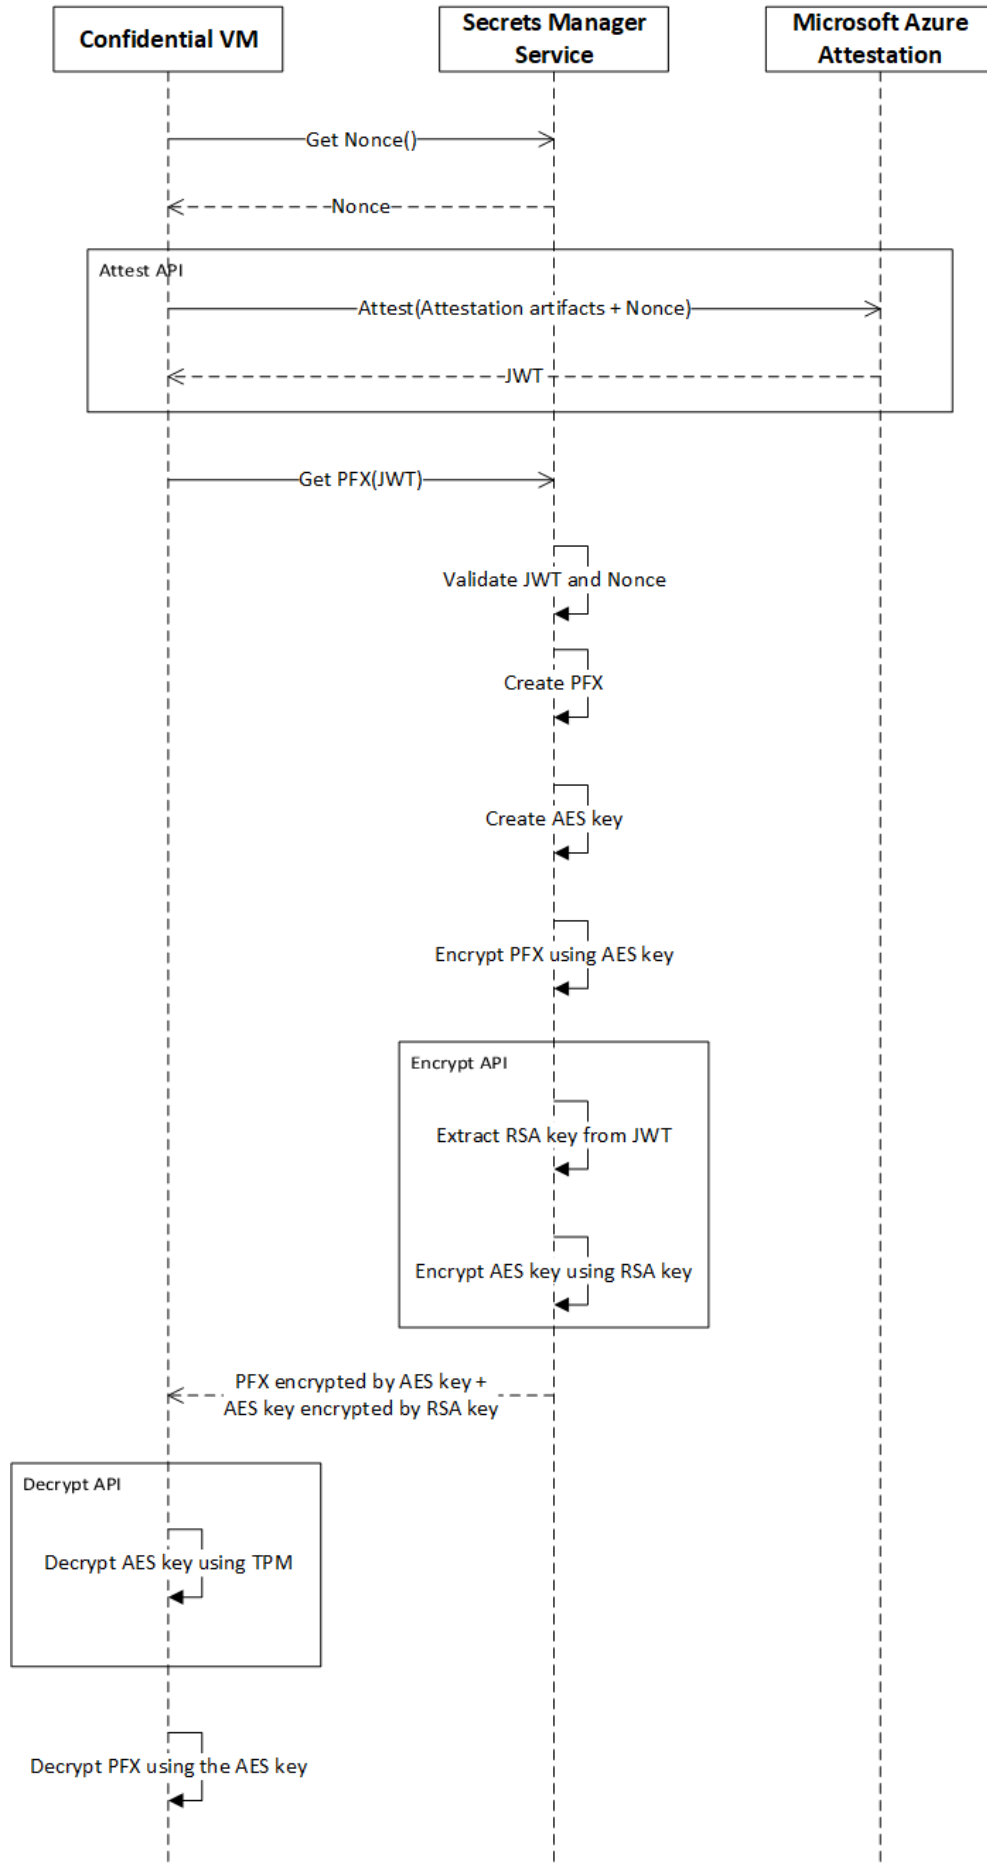 Confidential VM
Secrets Manager
Service
Microsoft Azure
Attestation
Get Nonce()
Nonce
Attest API
Attest(Attestation artifacts + Nonce)
JWT
Get PFX(JWT)
Validate JWT and Nonce
Create PFX
Create AES key
Encrypt PFX using AES key
Encrypt API
Extract RSA key from JWT
Encrypt AES key using RSA key
PFX encrypted by AES key +
AES key encrypted by RSA key
Decrypt API
Decrypt AES key using TPM
Decrypt PFX using the AES key